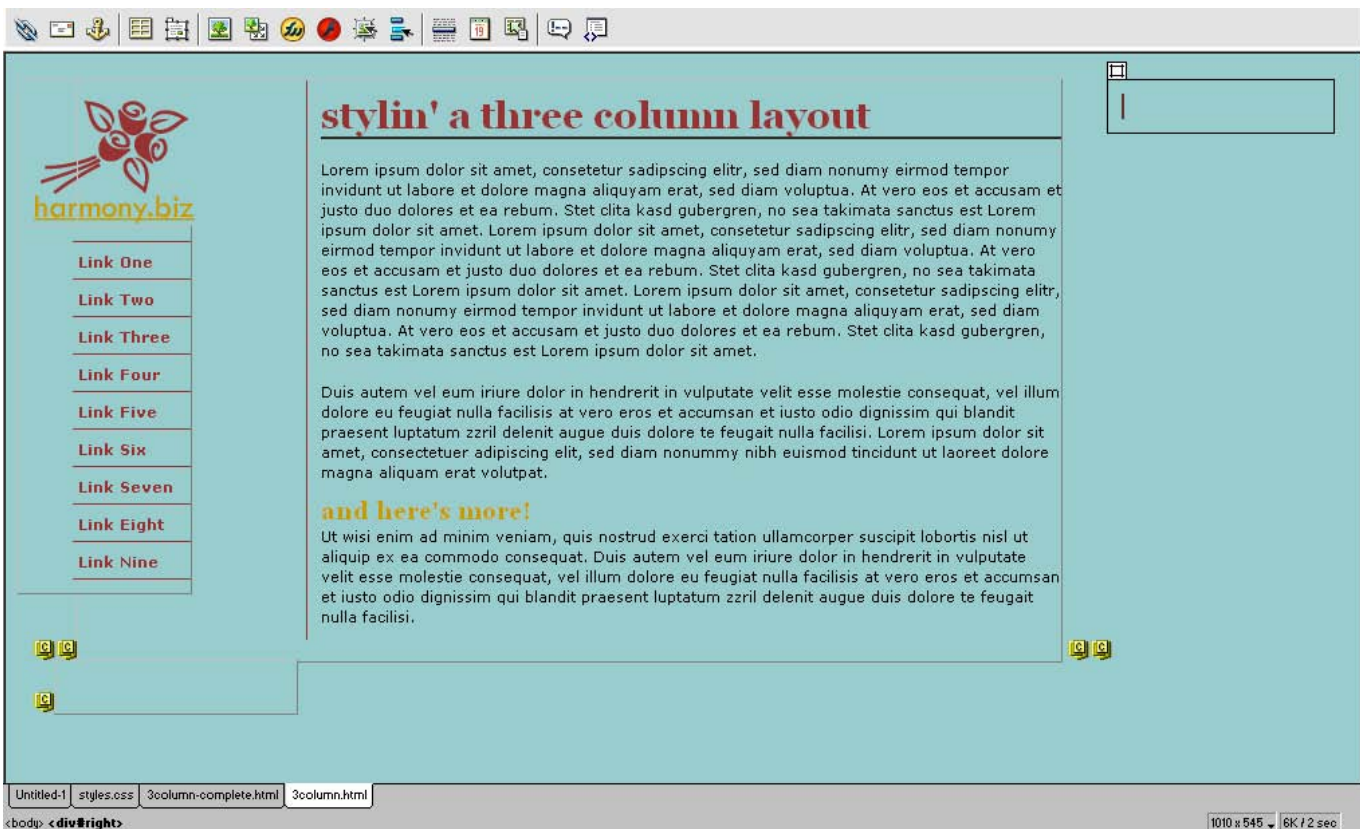 19
harmony.biz
Link One
Link Two
Link Three
Link Four
Link Five
Link Six
Link Seven
Link Eight
Link Nine
stylin' a three column layout
Lorem ipsum dolor sit amet, consetetur sadipscing elitr, sed diam nonumy eirmod tempor
invidunt ut labore et dolore magna aliquyam erat, sed diam voluptua. At vero eos et accusam et
justo duo dolores et ea rebum. Stet clita kasd gubergren, no sea takimata sanctus est Lorem
ipsum dolor sit amet. Lorem ipsum dolor sit amet, consetetur sadipscing elitr, sed diam nonumy
eirmod tempor invidunt ut labore et dolore magna aliquyam erat, sed diam voluptua. At vero
eos et accusam et justo duo dolores et ea rebum. Stet clita kasd gubergren, no sea takimata
sanctus est Lorem ipsum dolor sit amet. Lorem ipsum dolor sit amet, consetetur sadipscing elitr,
sed diam nonumy eirmod tempor invidunt ut labore et dolore magna aliquyam erat, sed diam
voluptua. At vero eos et accusam et justo duo dolores et ea rebum. Stet clita kasd gubergren,
no sea takimata sanctus est Lorem ipsum dolor sit amet.
Duis autem vel eum iriure dolor in hendrerit in vulputate velit esse molestie consequat, vel illum
dolore eu feugiat nulla facilisis at vero eros et accumsan et iusto odio dignissim qui blandit
praesent luptatum zzril delenit augue duis dolore te feugait nulla facilisi. Lorem ipsum dolor sit
amet, consectetuer adipiscing elit, sed diam nonummy nibh euismod tincidunt ut laoreet dolore
magna aliquam erat volutpat.
and here's more!
Ut wisi enim ad minim veniam, quis nostrud exerci tation ullamcorper suscipit lobortis nisl ut
aliquip ex ea commodo consequat. Duis autem vel eum iriure dolor in hendrerit in vulputate
velit esse molestie consequat, vel illum dolore eu feugiat nulla facilisis at vero eros et accumsan
et iusto odio dignissim qui blandit praesent luptatum zzril delenit augue duis dolore te feugait
nulla facilisi.
C C
C C
C
Untitled-1 styles.css 3column-complete.html 3column.html
<body> <div#right>
1010 x 545 6K / 2 sec